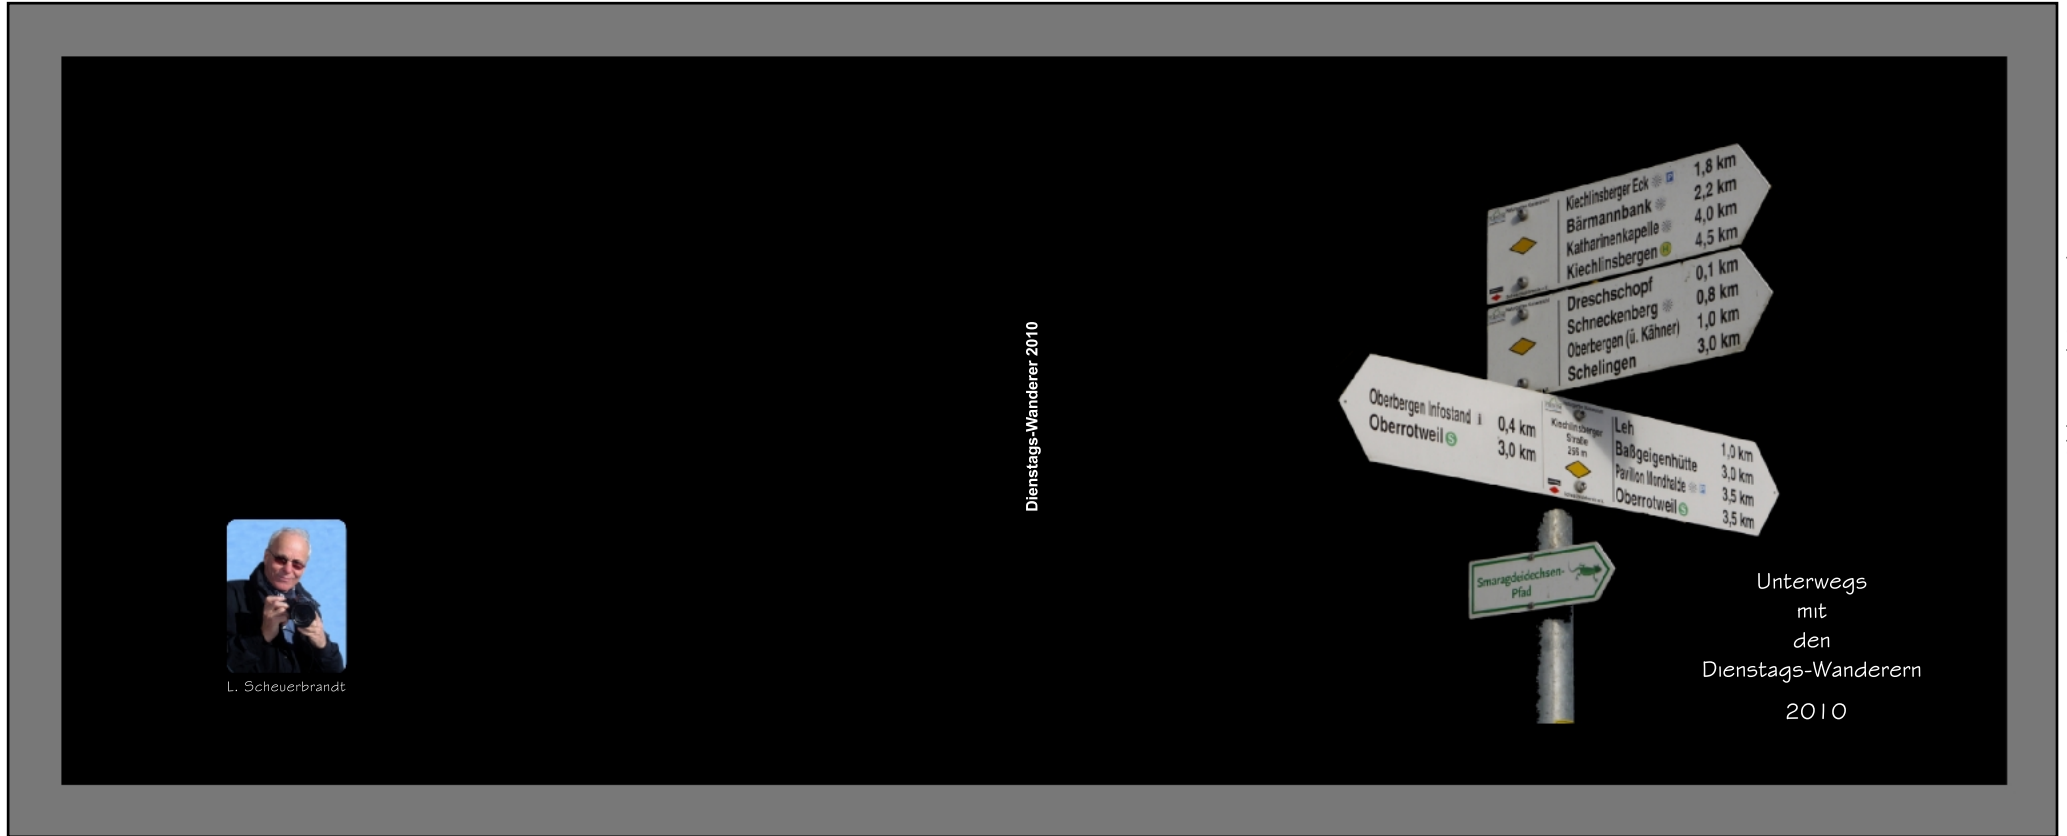 L. Scheuerbrandt
Dienstags-Wanderer 2010
Kiechlinsberger Eck 1,8 km
Bärmannbank 2,2 km
Katharinenkapelle 4,0 km
Kiechlinsbergen H 4,5 km
Dreschschopf 0,1 km
Schneckenberg 0,8 km
Oberbergen (ü. Kähner) 1,0 km
Schelingen 3,0 km
Oberbergen Infostand i 0,4 km
Oberrotweil S 3,0 km
Kiechlinsberger
Straße
255 m
Leh 1,0 km
Baßgeigenhütte 3,0 km
Pavillon Mondhalde P 3,5 km
Oberrotweil S 3,5 km
Smaragdeidechsen-
Pfad
Unterwegs
mit
den
Dienstags-Wanderern
2010